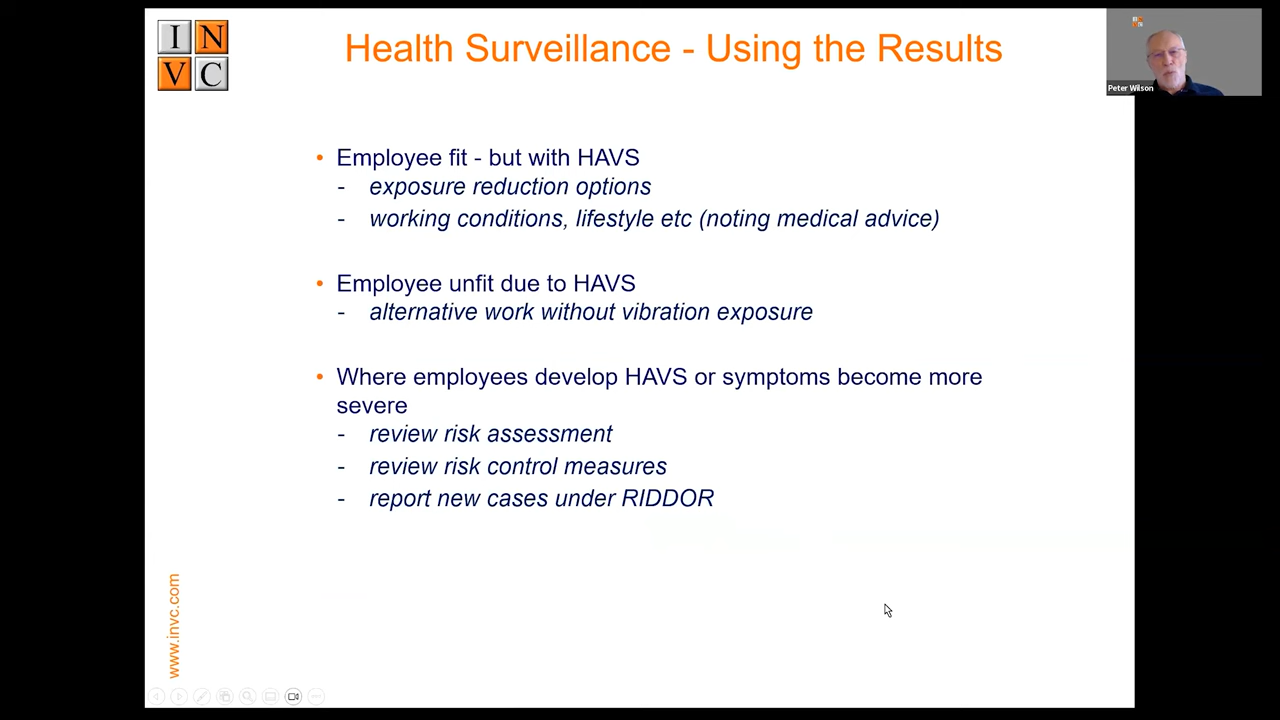 I N
V C
Health Surveillance - Using the Results
Peter Wilson
• Employee fit - but with HAVS
- exposure reduction options
- working conditions, lifestyle etc (noting medical advice)
• Employee unfit due to HAVS
- alternative work without vibration exposure
• Where employees develop HAVS or symptoms become more
severe
- review risk assessment
- review risk control measures
- report new cases under RIDDOR
www.invc.com